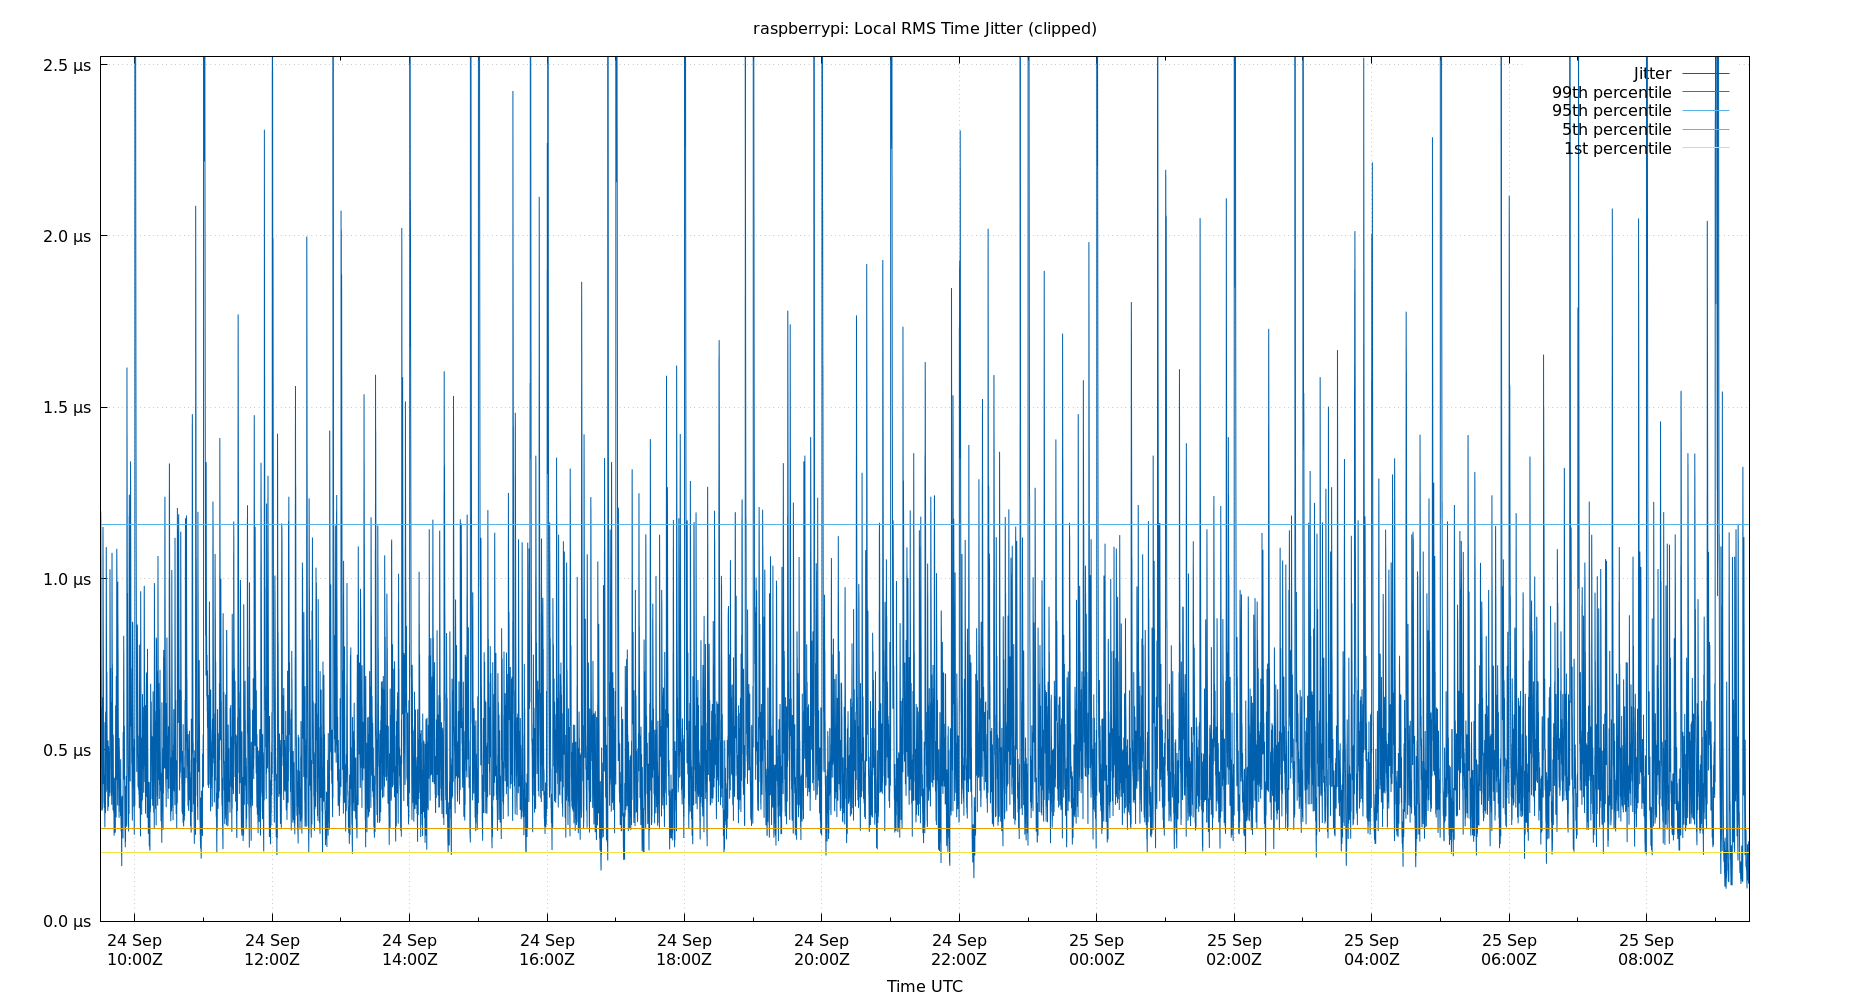 raspberrypi: Local RMS Time Jitter (clipped)
2.5 µs
2.0 µs
1.5 µs
1.0 µs
0.5 µs
0.0 µs
Jitter
99th percentile
95th percentile
5th percentile
1st percentile
24 Sep 24 Sep 24 Sep 24 Sep 24 Sep 24 Sep 24 Sep 25 Sep 25 Sep 25 Sep 25 Sep 25 Sep
10:00Z 12:00Z 14:00Z 16:00Z 18:00Z 20:00Z 22:00Z 00:00Z 02:00Z 04:00Z 06:00Z 08:00Z
Time UTC